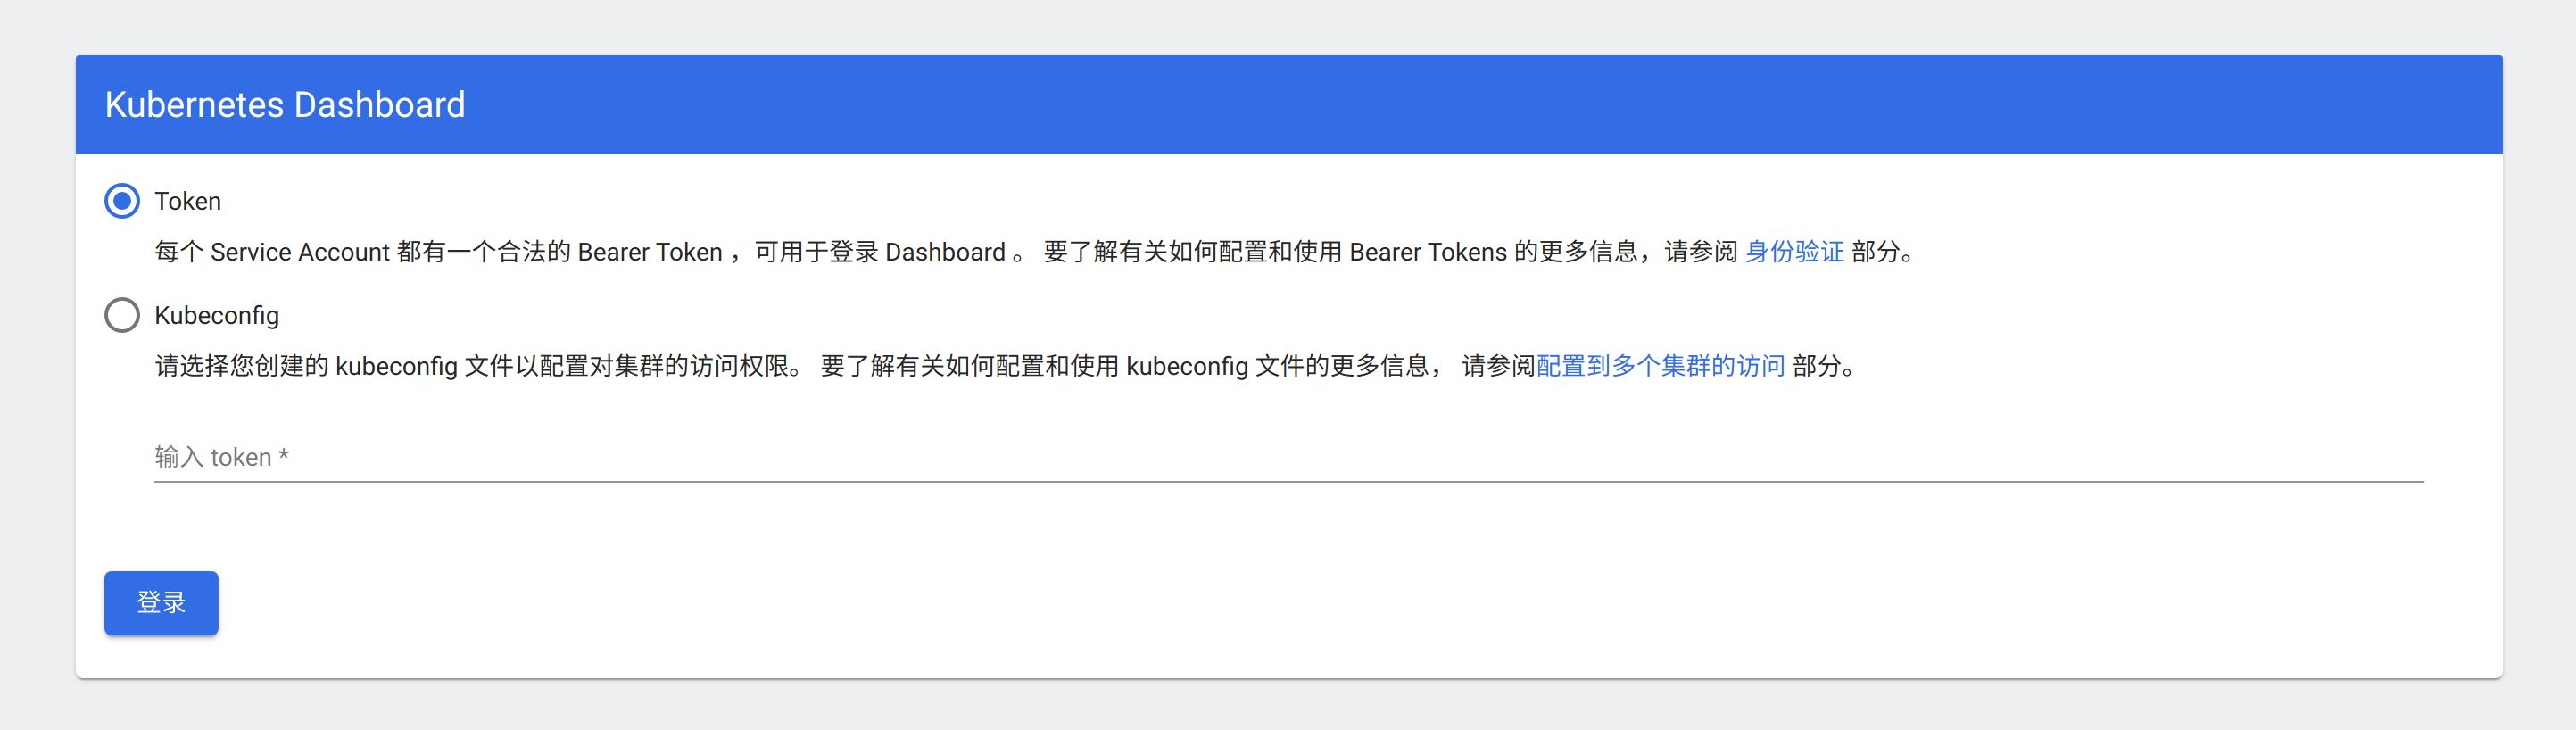 Kubernetes Dashboard
Token
每个 Service Account 都有一个合法的 Bearer Token ，可用于登录 Dashboard 。 要了解有关如何配置和使用 Bearer Tokens 的更多信息，请参阅 身份验证 部分。
Kubeconfig
请选择您创建的 kubeconfig 文件以配置对集群的访问权限。 要了解有关如何配置和使用 kubeconfig 文件的更多信息， 请参阅配置到多个集群的访问 部分。
输入 token *
登录